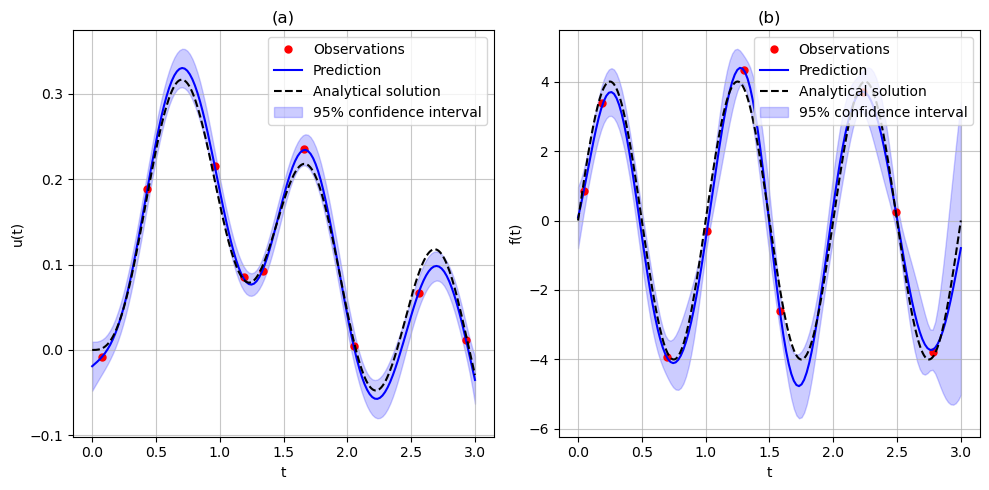 (a)
Observations
Prediction
Analytical solution
95% confidence interval
u(t)
0.3
0.2
0.1
0.0
−0.1
0.0 0.5 1.0 1.5 2.0 2.5 3.0
t
(b)
Observations
Prediction
Analytical solution
95% confidence interval
f(t)
4
2
0
−2
−4
−6
0.0 0.5 1.0 1.5 2.0 2.5 3.0
t